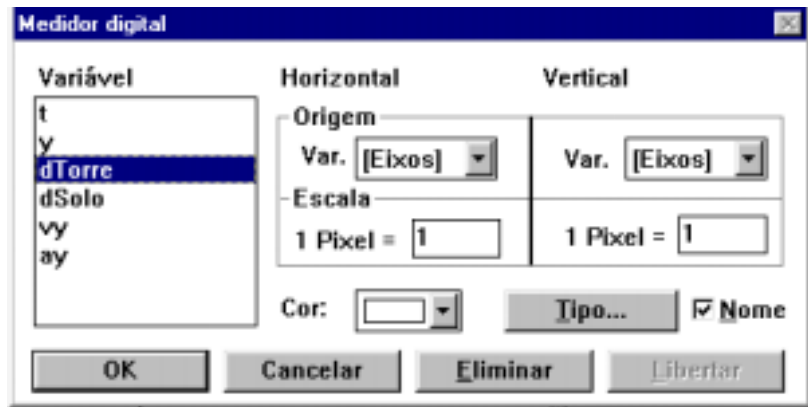 Medidor digital
Variável Horizontal Vertical
t
y
dTorre
dSolo
vy
ay
Origem
Var. [Eixos] Var. [Eixos]
Escala
1 Pixel = 1 1 Pixel = 1
Cor: Tipo... Nome
OK Cancelar Eliminar Libertar